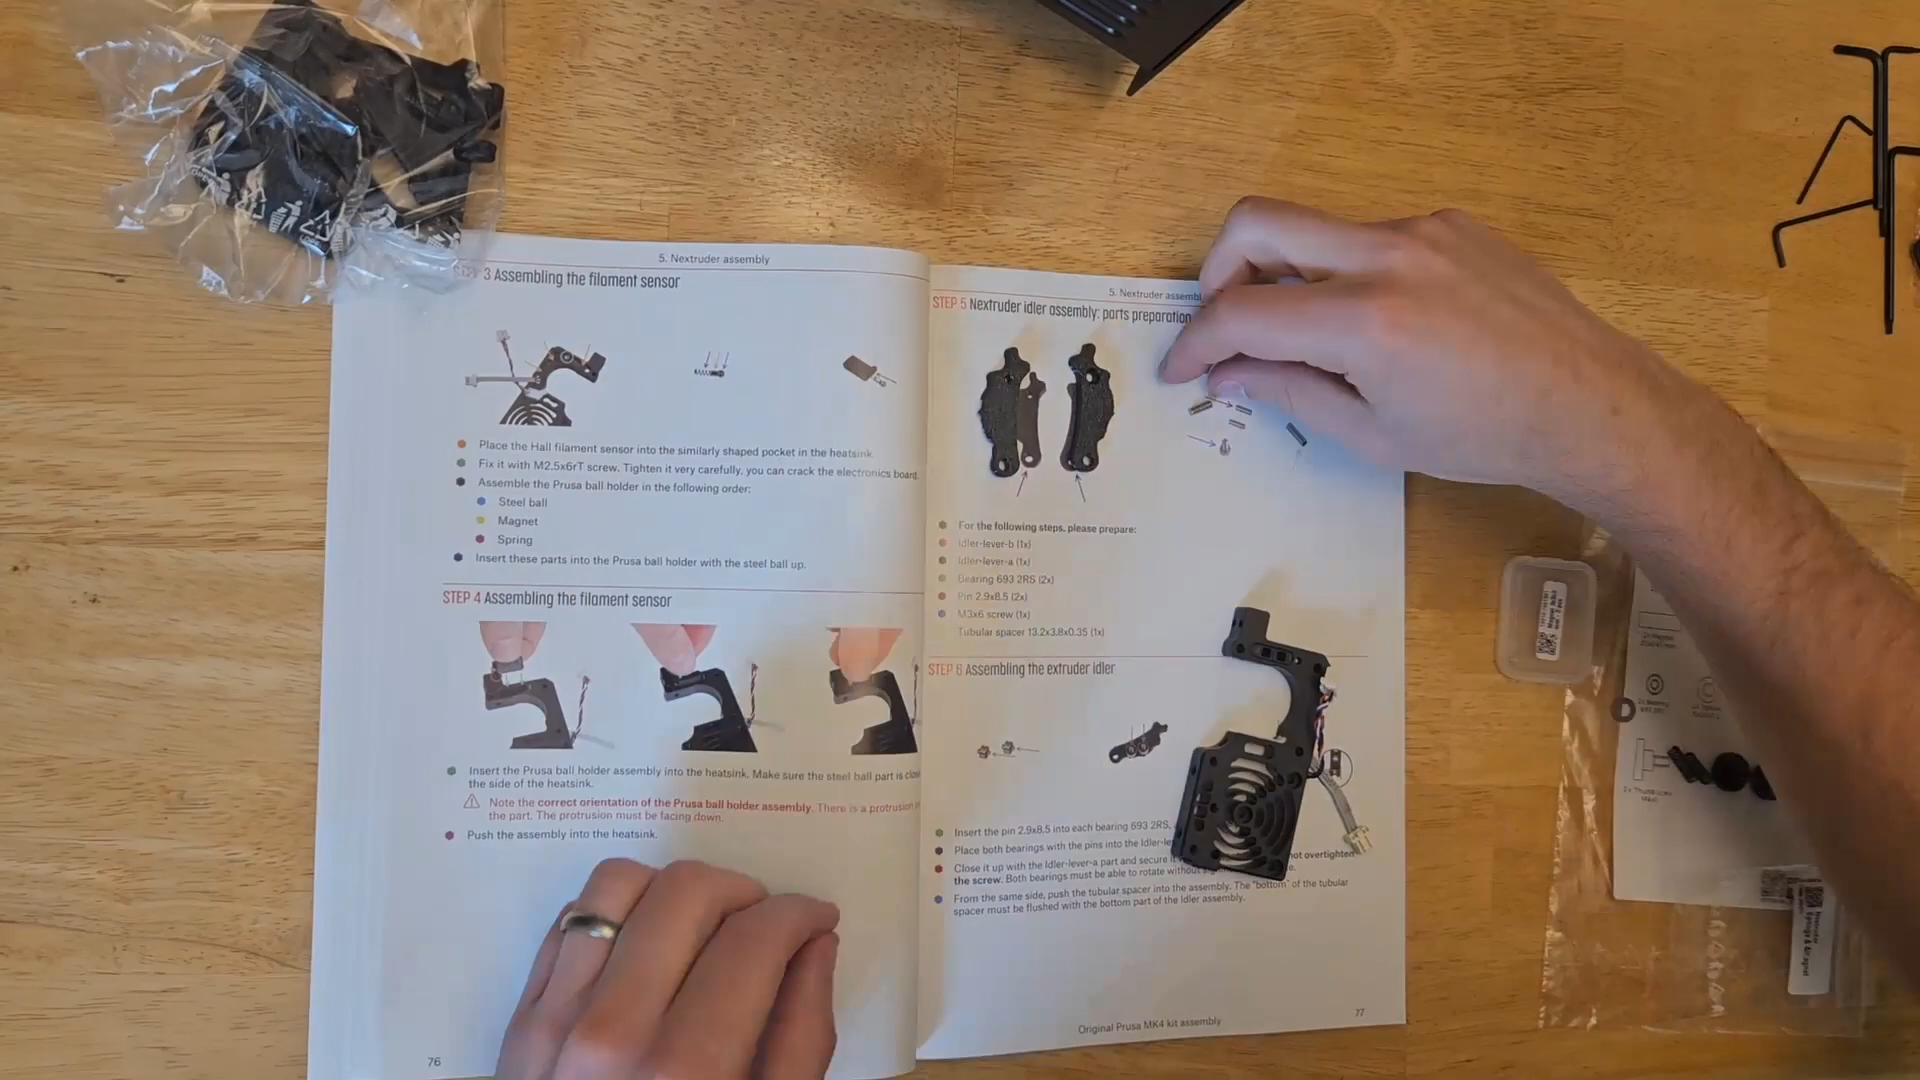 5. Nextruder assembly
3 Assembling the filament sensor
Place the Hall filament sensor into the similarly shaped pocket in the heatsink.
Fix it with M2.5x6rT screw. Tighten it very carefully, you can crack the electronics board.
Assemble the Prusa ball holder in the following order:
Steel ball
Magnet
Spring
Insert these parts into the Prusa ball holder with the steel ball up.
STEP 4 Assembling the filament sensor
Insert the Prusa ball holder assembly into the heatsink. Make sure the steel ball part is
the side of the heatsink.
Note the correct orientation of the Prusa ball holder assembly. There is a protrusion
the part. The protrusion must be facing down.
Push the assembly into the heatsink.
76
5. Nextruder assembl
STEP 5 Nextruder idler assembly: parts preparation
For the following steps, please prepare:
Idler-lever-b (1x)
Idler-lever-a (1x)
Bearing 693 2RS (2x)
Pin 2.9x8.5 (2x)
M3x6 screw (1x)
Tubular spacer 13.2x3.8x0.35 (1x)
STEP 6 Assembling the extruder idler
Insert the pin 2.9x8.5 into each bearing 693 2RS.
Place both bearings with the pins into the Idler-le
Close it up with the Idler-lever-a part and secure it not overtighten
the screw. Both bearings must be able to rotate without
From the same side, push the tubular spacer into the assembly. The "bottom" of the tubular
spacer must be flushed with the bottom part of the Idler assembly.
Original Prusa MK4 kit assembly
77